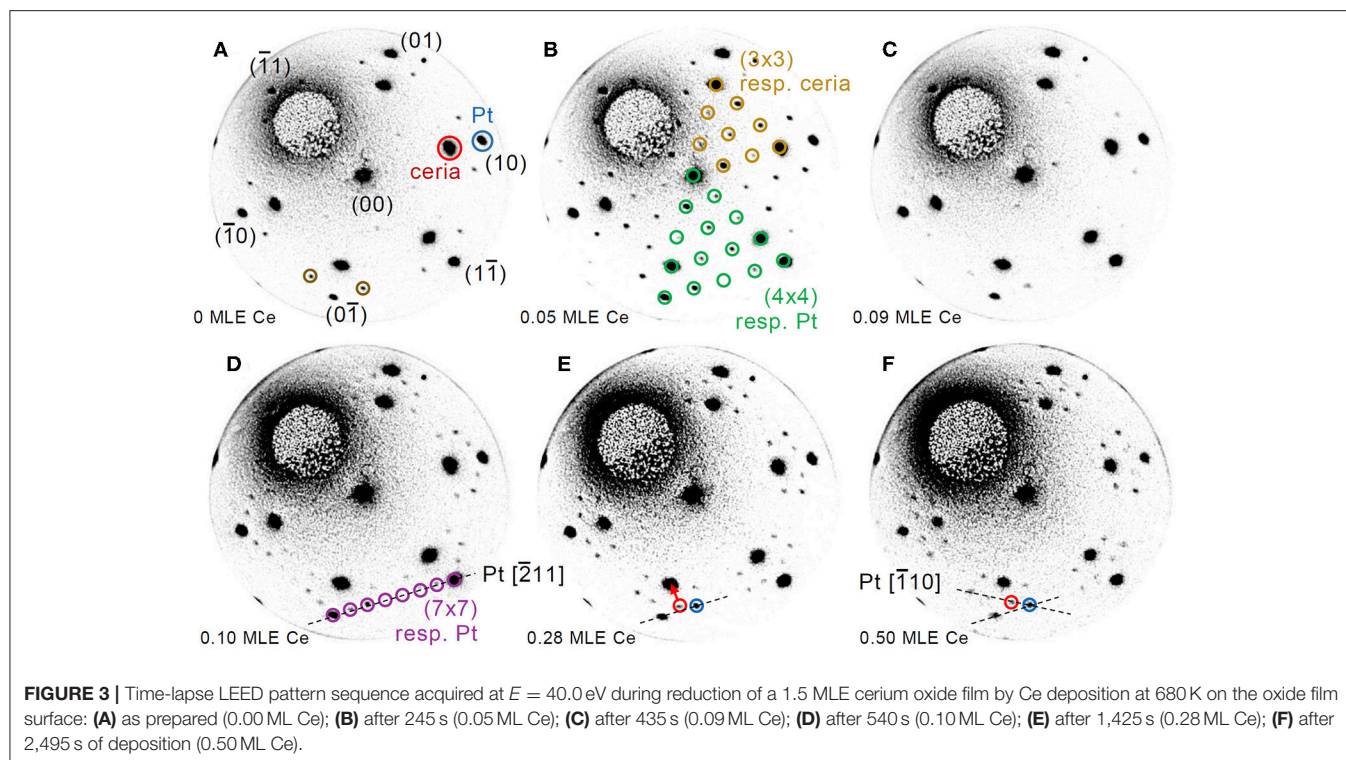 A
(01)
(1̄1)
Pt
(10)
ceria
(00)
(1̄0)
(11̄)
(01̄)
0 MLE Ce
B
(3x3)
resp. ceria
(4x4)
resp. Pt
0.05 MLE Ce
C
0.09 MLE Ce
D
Pt [2̄11]
(7x7)
resp. Pt
0.10 MLE Ce
E
0.28 MLE Ce
F
Pt [1̄10]
0.50 MLE Ce
FIGURE 3 | Time-lapse LEED pattern sequence acquired at E = 40.0 eV during reduction of a 1.5 MLE cerium oxide film by Ce deposition at 680 K on the oxide film
surface: (A) as prepared (0.00 ML Ce); (B) after 245 s (0.05 ML Ce); (C) after 435 s (0.09 ML Ce); (D) after 540 s (0.10 ML Ce); (E) after 1,425 s (0.28 ML Ce); (F) after
2,495 s of deposition (0.50 ML Ce).